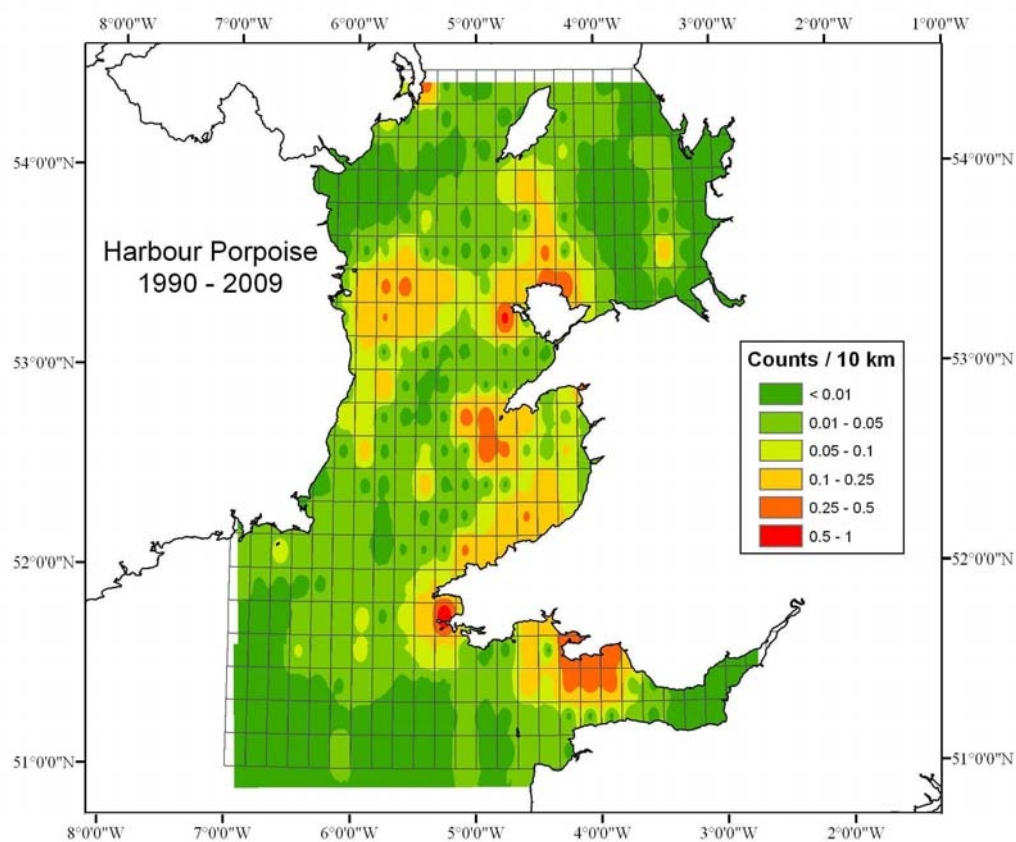 8°0'0"W 7°0'0"W 6°0'0"W 5°0'0"W 4°0'0"W 3°0'0"W 2°0'0"W 1°0'0"W
54°0'0"N 54°0'0"N
Harbour Porpoise
1990 - 2009
53°0'0"N 53°0'0"N
Counts / 10 km
< 0.01
0.01 - 0.05
0.05 - 0.1
0.1 - 0.25
0.25 - 0.5
0.5 - 1
52°0'0"N 52°0'0"N
51°0'0"N 51°0'0"N
8°0'0"W 7°0'0"W 6°0'0"W 5°0'0"W 4°0'0"W 3°0'0"W 2°0'0"W